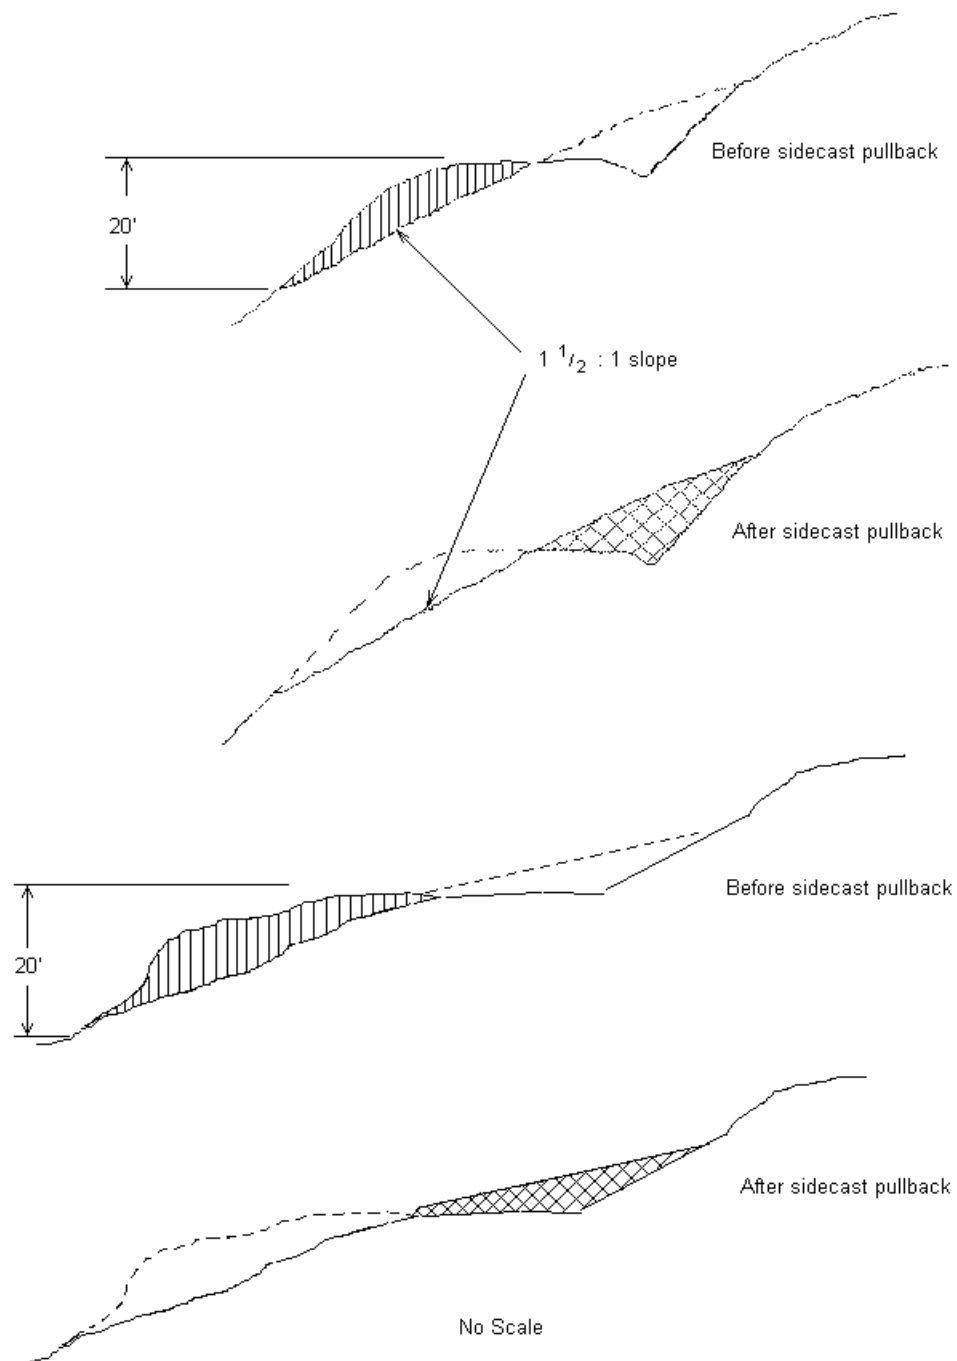 Before sidecast pullback
20'
1 1/2 : 1 slope
After sidecast pullback
Before sidecast pullback
20'
After sidecast pullback
No Scale